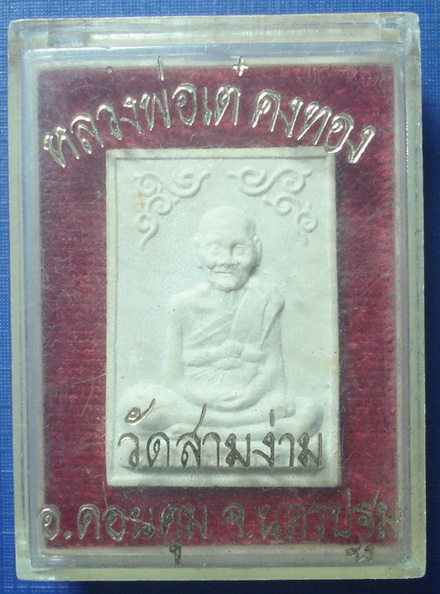 หลวงพ่อเต๋ คงทอง
วัดสามง่าม
อ.ดอนตูม จ.นครปฐม